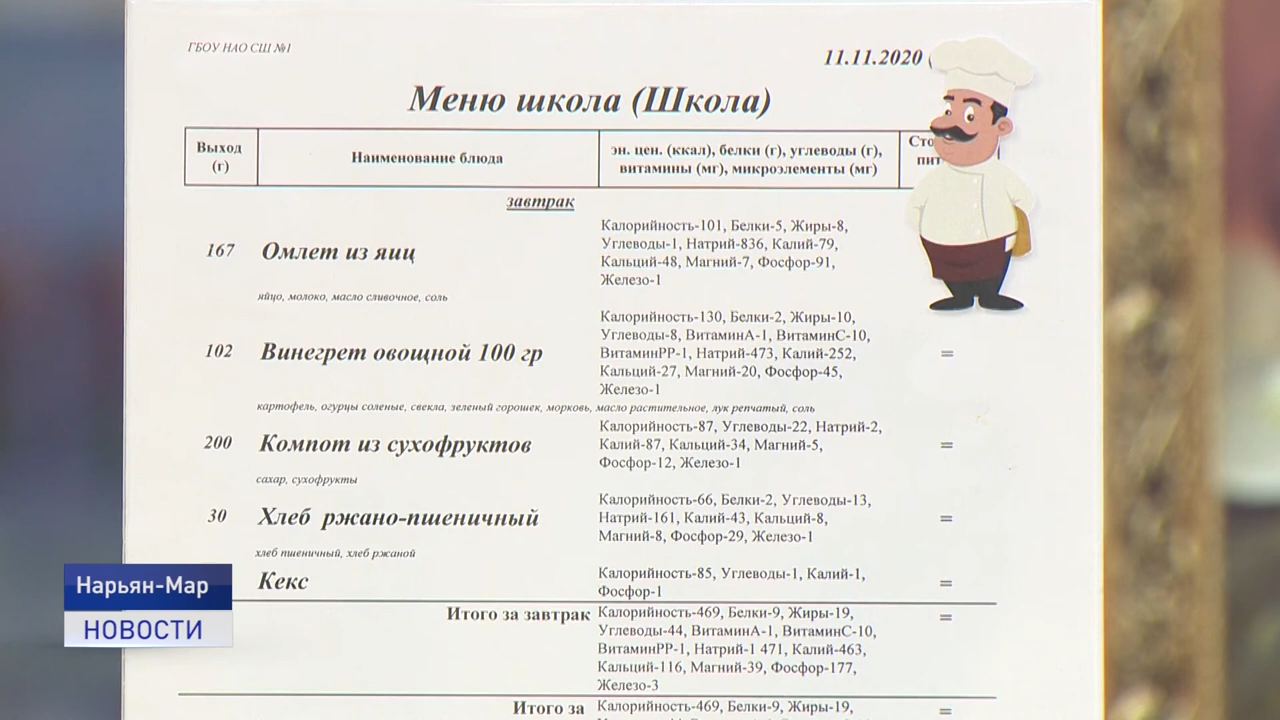 ГБОУ НАО СШ №1
11.11.2020 (
Меню школа (Школа)
Выход (г)
Наименование блюда
эн. цен. (ккал), белки (г), углеводы (г),
витамины (мг), микроэлементы (мг)
завтрак
167 Омлет из яиц
Калорийность-101, Белки-5, Жиры-8,
Углеводы-1, Натрий-836, Калий-79,
Кальций-48, Магний-7, Фосфор-91,
Железо-1
яйцо, молоко, масло сливочное, соль
102 Винегрет овощной 100 гр
Калорийность-130, Белки-2, Жиры-10,
Углеводы-8, ВитаминА-1, ВитаминС-10,
ВитаминРР-1, Натрий-473, Калий-252, =
Кальций-27, Магний-20, Фосфор-45,
Железо-1
картофель, огурцы соленые, свекла, зеленый горошек, морковь, масло растительное, лук репчатый, соль
200 Компот из сухофруктов
Калорийность-87, Углеводы-22, Натрий-2,
Калий-87, Кальций-34, Магний-5, =
Фосфор-12, Железо-1
сахар, сухофрукты
30 Хлеб ржано-пшеничный
Калорийность-66, Белки-2, Углеводы-13,
Натрий-161, Калий-43, Кальций-8, =
Магний-8, Фосфор-29, Железо-1
хлеб пшеничный, хлеб ржаной
Кекс
Калорийность-85, Углеводы-1, Калий-1, =
Фосфор-1
Итого за завтрак
Калорийность-469, Белки-9, Жиры-19, =
Углеводы-44, ВитаминА-1, ВитаминС-10,
ВитаминРР-1, Натрий-1 471, Калий-463,
Кальций-116, Магний-39, Фосфор-177,
Железо-3
Итого за
Калорийность-469, Белки-9, Жиры-19, =
Нарьян-Мар
НОВОСТИ